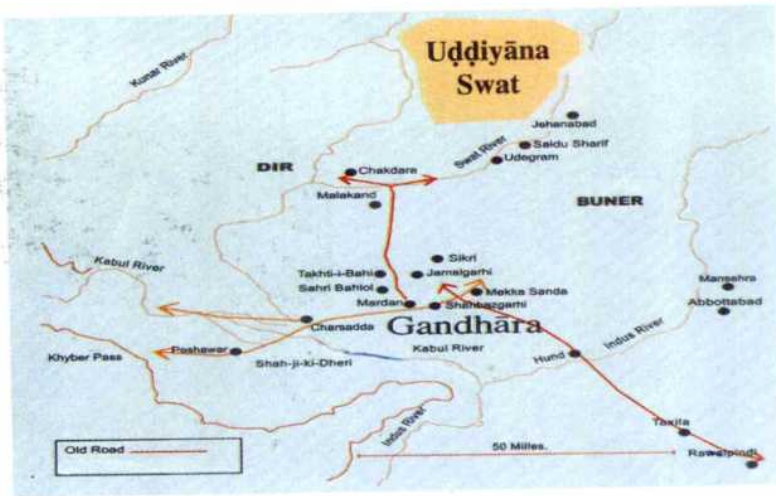 Uḍḍiyāna
Swat
Kunar River
Jehanabad
Swat River
Saidu Sharif
Udegram
DIR
Chakdara
Malakand
BUNER
Kabul River
Sikri
Takhti-i-Bahi
Jamalgarhi
Sahri Bahlol
Mekka Sanda
Mansehra
Mardan
Shahbazgarhi
Abbottabad
Charsadda
Gandhāra
Indus River
Khyber Pass
Peshawar
Shah-ji-ki-Dheri
Kabul River
Hund
Indus River
Taxila
Old Road
50 Milles.
Rawalpindi